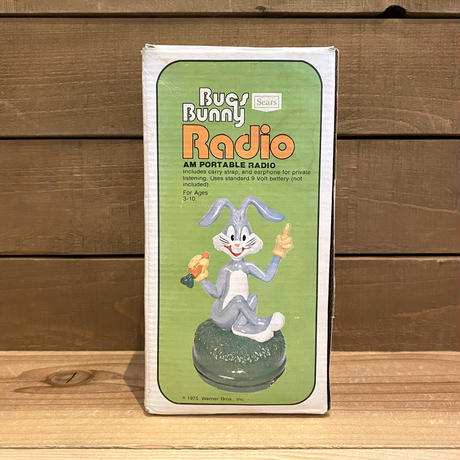 Bugs
Bunny
Sears
Radio
AM PORTABLE RADIO
Includes carry strap, and earphone for private
listening. Uses standard 9 Volt battery (not
included).
For Ages
3-10
© 1975, Warner Bros., Inc.